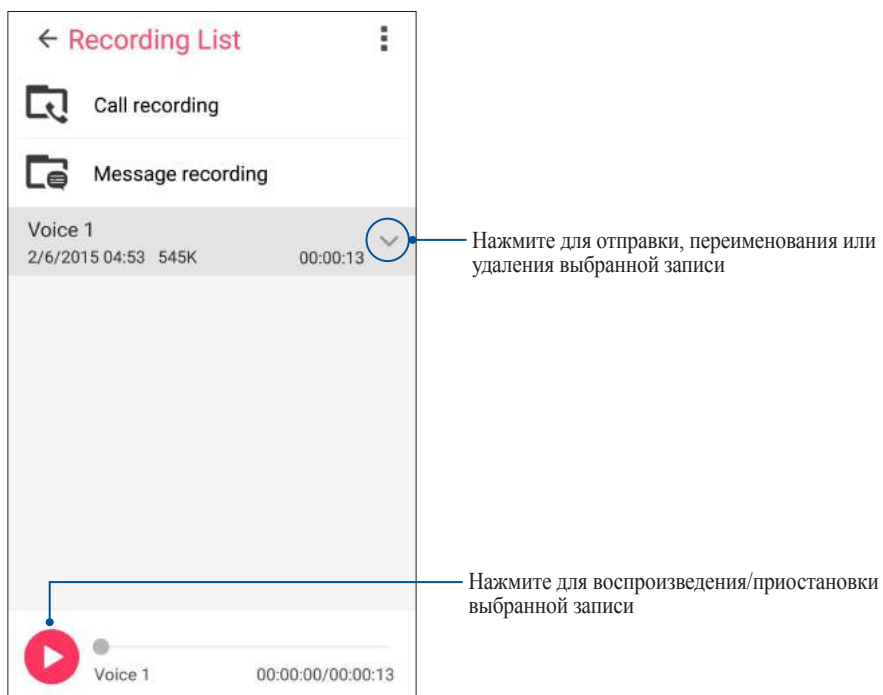 Recording List
Call recording
Message recording
Voice 1
2/6/2015 04:53 545K 00:00:13
Нажмите для отправки, переименования или
удаления выбранной записи
Нажмите для воспроизведения/приостановки
выбранной записи
Voice 1 00:00:00/00:00:13